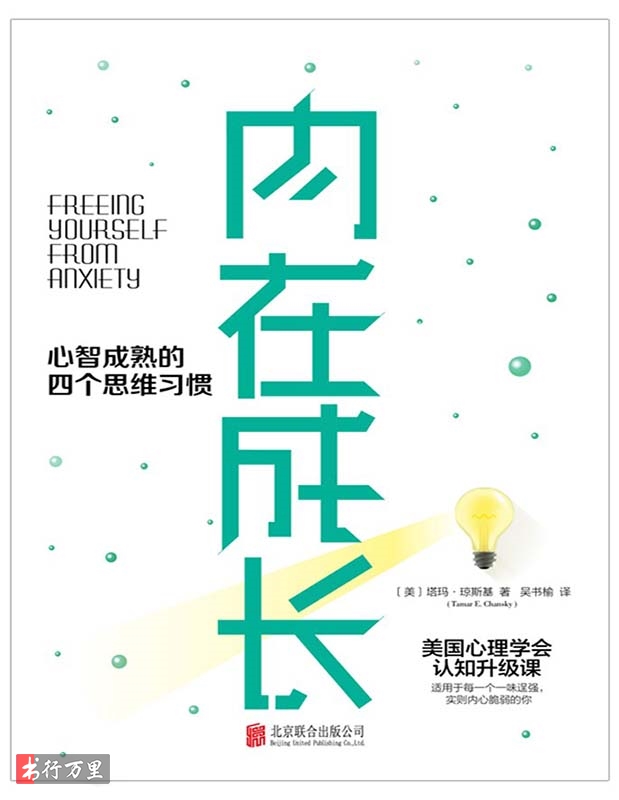 内在成长
FREEING
YOURSELF
FROM
ANXIETY
心智成熟的
四个思维习惯
［美］塔玛·琼斯基 著 吴书榆 译
( Tamar E. Chansky )
美国心理学会
认知升级课
适用于每一个一味逞强，
实则内心脆弱的你
北京联合出版公司
Beijing United Publishing Co.,Ltd.
书行万里